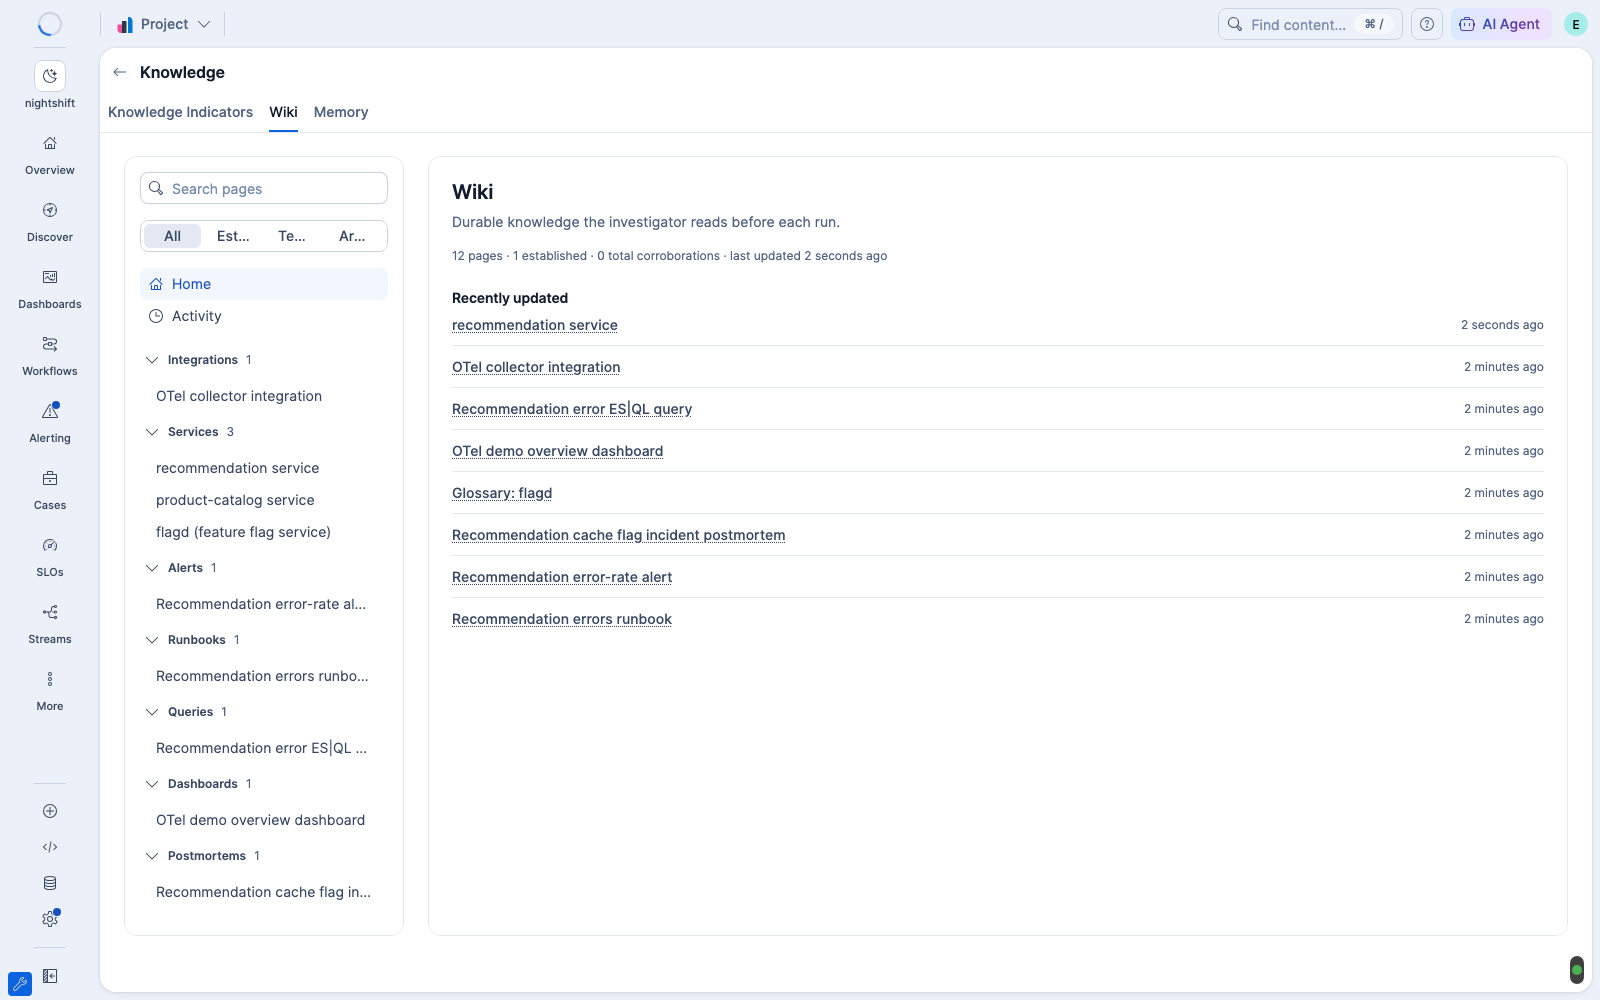 Project
Find content... ⌘ /
AI Agent
E
nightshift
Overview
Discover
Dashboards
Workflows
Alerting
Cases
SLOs
Streams
More
Knowledge
Knowledge Indicators Wiki Memory
Search pages
All Est... Te... Ar...
Home
Activity
Integrations 1
OTel collector integration
Services 3
recommendation service
product-catalog service
flagd (feature flag service)
Alerts 1
Recommendation error-rate al...
Runbooks 1
Recommendation errors runbo...
Queries 1
Recommendation error ES|QL ...
Dashboards 1
OTel demo overview dashboard
Postmortems 1
Recommendation cache flag in...
Wiki
Durable knowledge the investigator reads before each run.
12 pages · 1 established · 0 total corroborations · last updated 2 seconds ago
Recently updated
recommendation service 2 seconds ago
OTel collector integration 2 minutes ago
Recommendation error ES|QL query 2 minutes ago
OTel demo overview dashboard 2 minutes ago
Glossary: flagd 2 minutes ago
Recommendation cache flag incident postmortem 2 minutes ago
Recommendation error-rate alert 2 minutes ago
Recommendation errors runbook 2 minutes ago